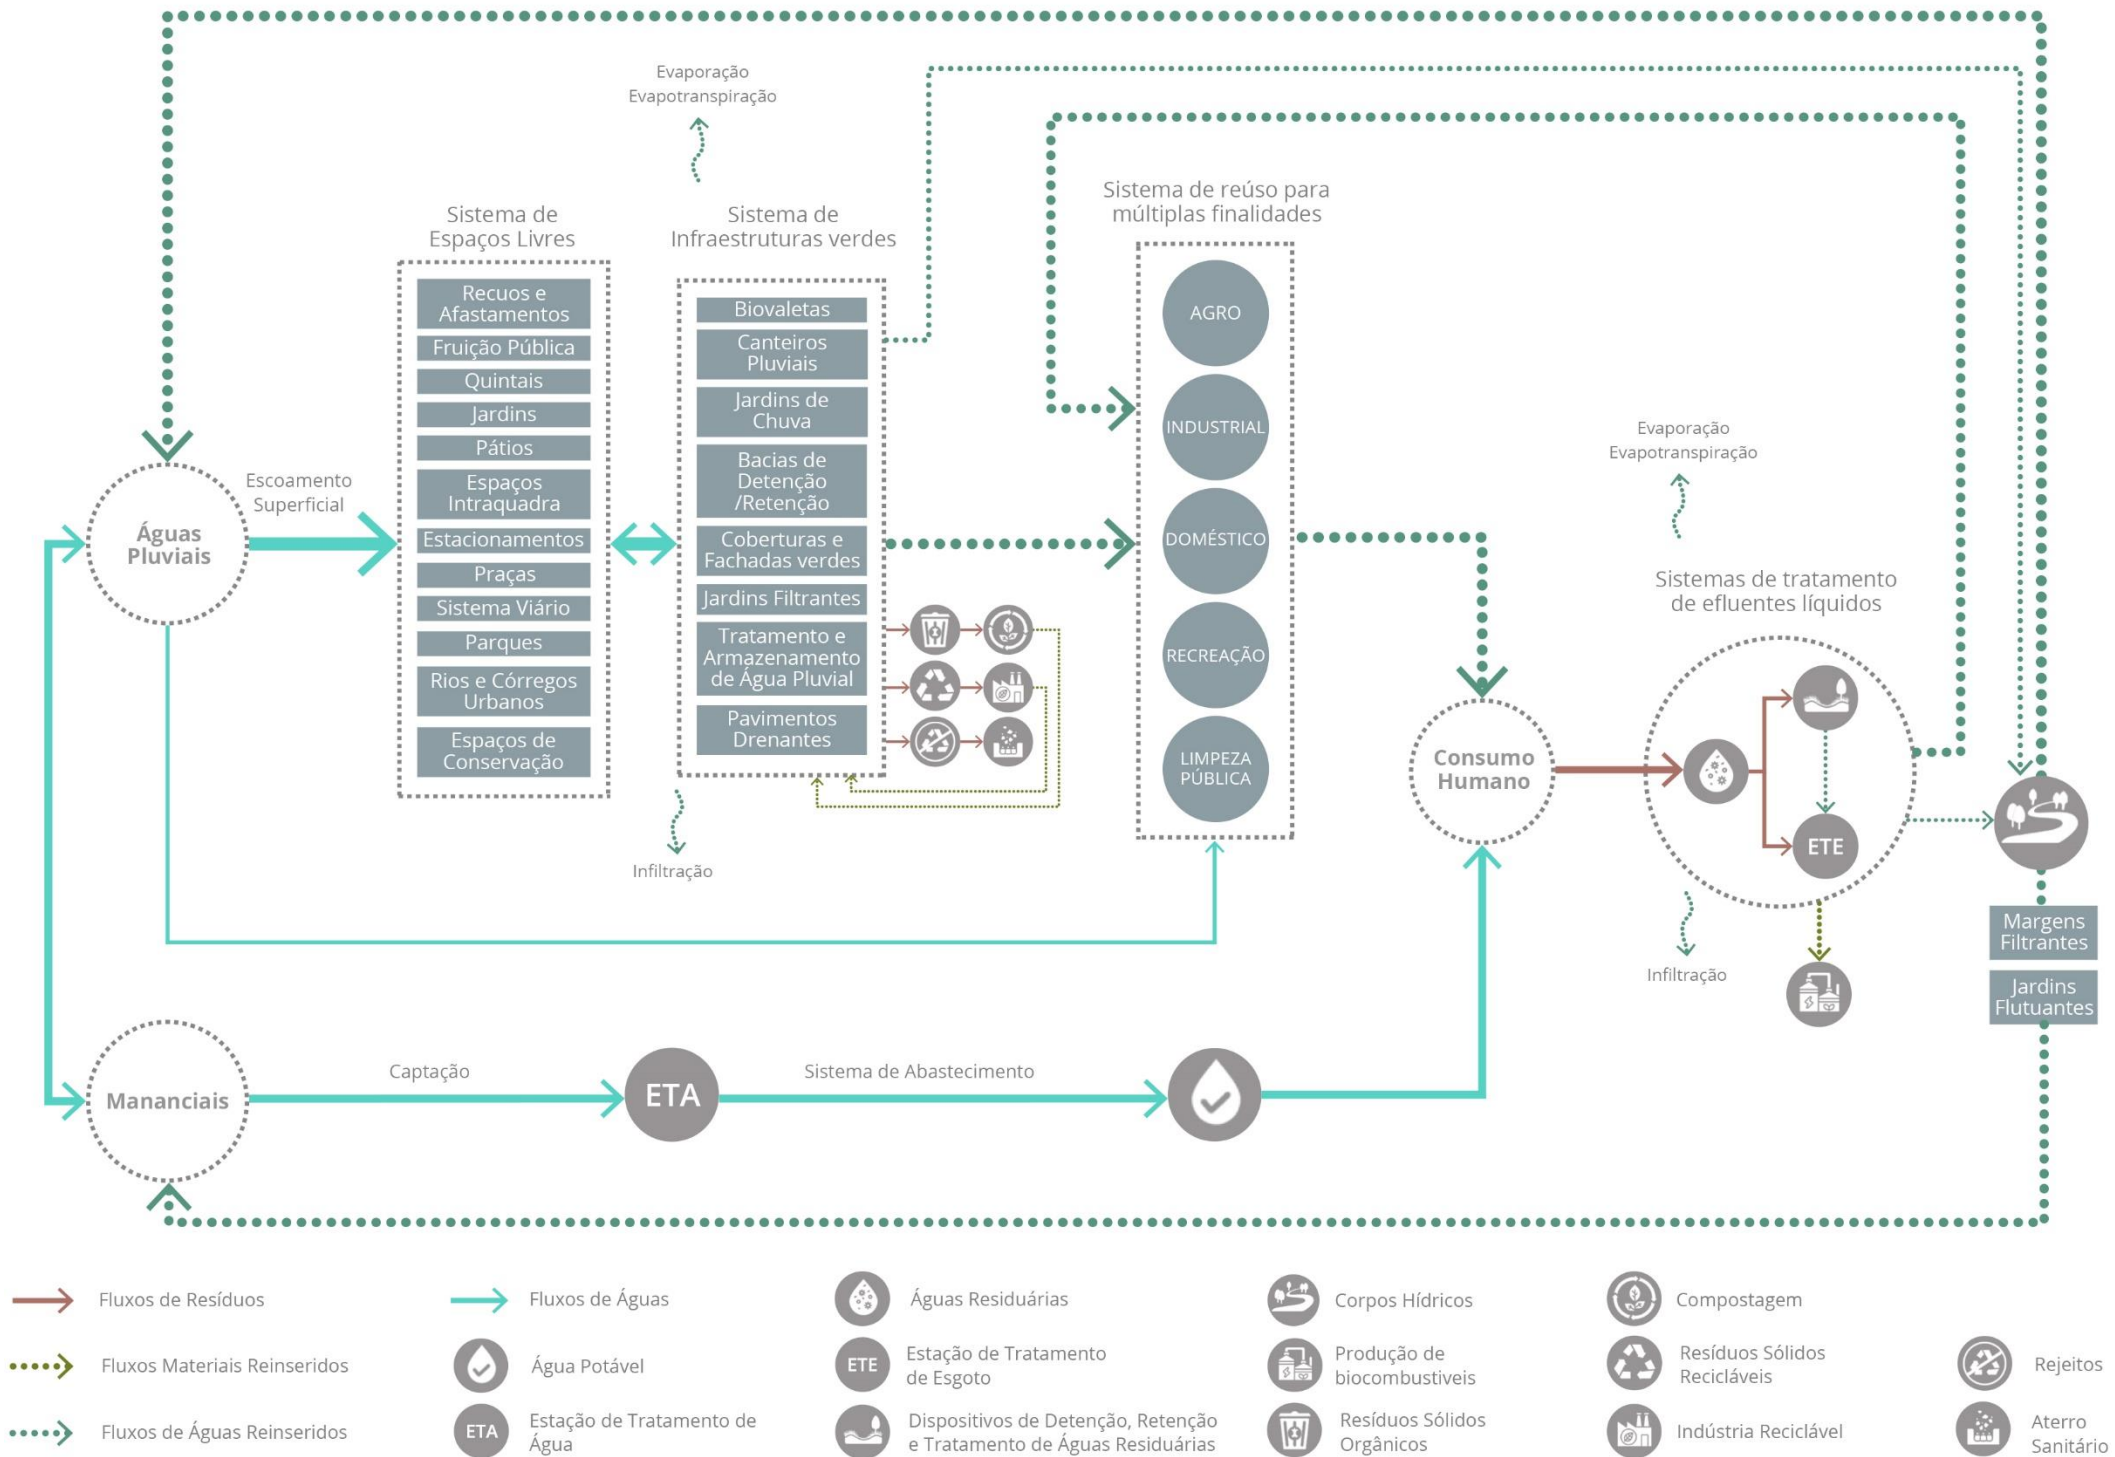 Evaporação
Evapotranspiração
Sistema de
Espaços Livres
Recuos e
Afastamentos
Fruição Pública
Quintais
Jardins
Pátios
Espaços
Intraquadra
Estacionamentos
Praças
Sistema Viário
Parques
Rios e Córregos
Urbanos
Espaços de
Conservação
Sistema de
Infraestruturas verdes
Biovaletas
Canteiros
Pluviais
Jardins de
Chuva
Bacias de
Detenção
/Retenção
Coberturas e
Fachadas verdes
Jardins Filtrantes
Tratamento e
Armazenamento
de Água Pluvial
Pavimentos
Drenantes
Infiltração
Sistema de reúso para
múltiplas finalidades
AGRO
INDUSTRIAL
DOMÉSTICO
RECREAÇÃO
LIMPEZA
PÚBLICA
Águas
Pluviais
Escoamento
Superficial
Evaporação
Evapotranspiração
Sistemas de tratamento
de efluentes líquidos
Consumo
Humano
ETE
Infiltração
Margens
Filtrantes
Jardins
Flutuantes
Mananciais
Captação
ETA
Sistema de Abastecimento
Fluxos de Resíduos
Fluxos Materiais Reinseridos
Fluxos de Águas Reinseridos
Fluxos de Águas
Água Potável
ETA
Estação de Tratamento de
Água
Águas Residuárias
ETE
Estação de Tratamento
de Esgoto
Dispositivos de Detenção, Retenção
e Tratamento de Águas Residuárias
Corpos Hídricos
Produção de
biocombustiveis
Resíduos Sólidos
Orgânicos
Compostagem
Resíduos Sólidos
Recicláveis
Indústria Reciclável
Rejeitos
Aterro
Sanitário